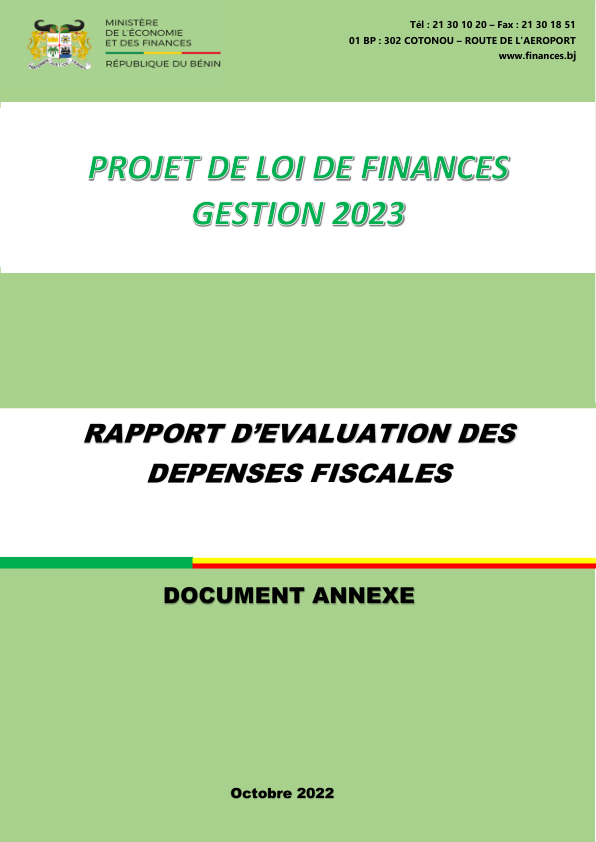 MINISTÈRE
DE L'ÉCONOMIE
ET DES FINANCES
RÉPUBLIQUE DU BÉNIN
Tél : 21 30 10 20 – Fax : 21 30 18 51
01 BP : 302 COTONOU – ROUTE DE L'AEROPORT
www.finances.bj
PROJET DE LOI DE FINANCES
GESTION 2023
RAPPORT D'EVALUATION DES
DEPENSES FISCALES
DOCUMENT ANNEXE
Octobre 2022